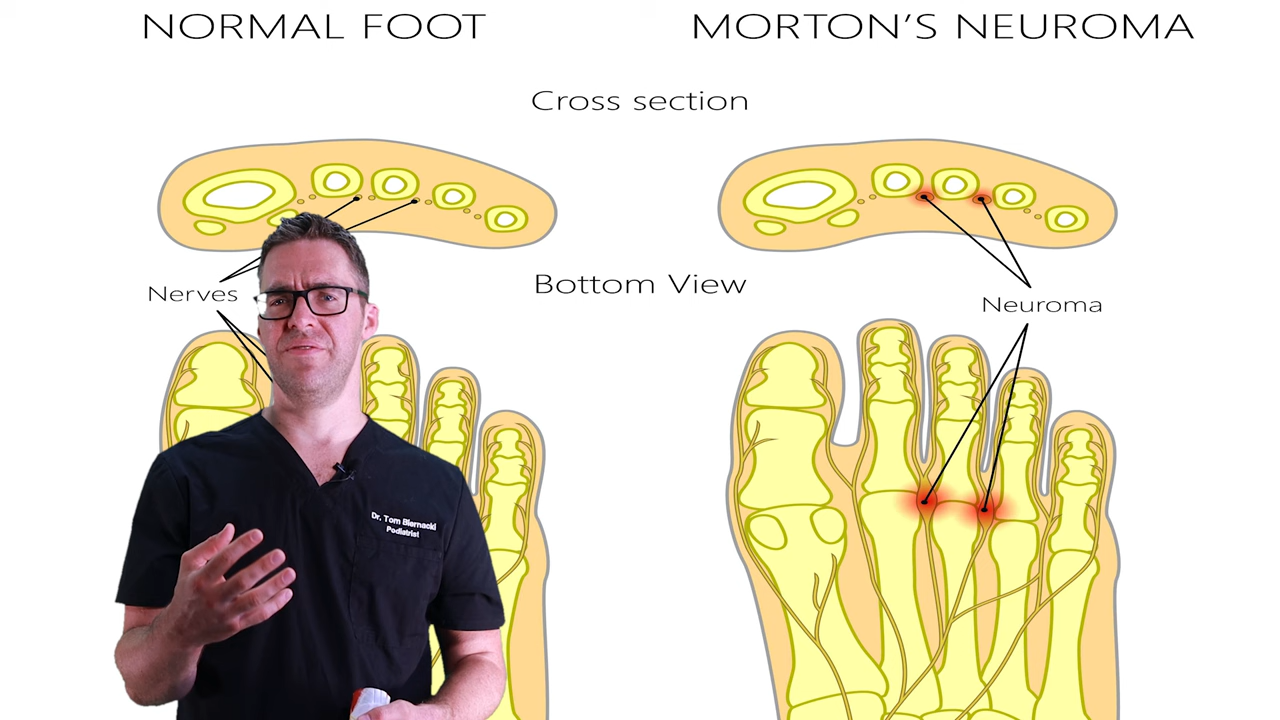 NORMAL FOOT
MORTON'S NEUROMA
Cross section
Nerves
Bottom View
Neuroma
Dr. Tom Biernacki
Podiatrist